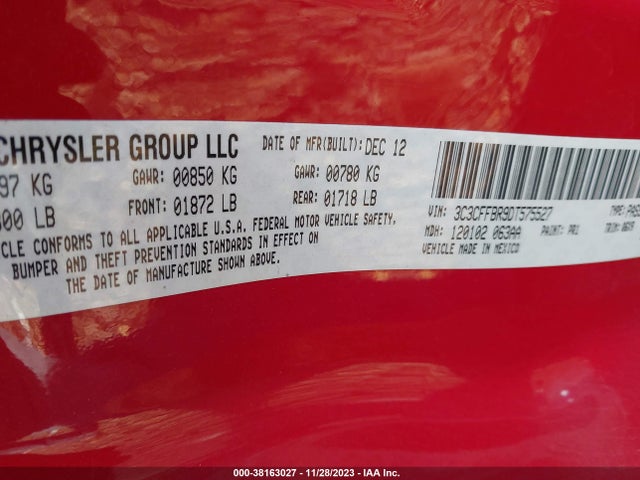 CHRYSLER GROUP LLC DATE OF MFR(BUILT): DEC 12
97 KG GAWR: 00850 KG GAWR: 00780 KG
00 LB FRONT: 01872 LB REAR: 01718 LB
CLE CONFORMS TO ALL APPLICABLE U.S.A. FEDERAL MOTOR VEHICLE SAFETY,
BUMPER AND THEFT PREVENTION STANDARDS IN EFFECT ON
THE DATE OF MANUFACTURE SHOWN ABOVE.
VIN: 3C3CFFBR9DT575527 TYPE:
MDH: 120102 063AA PAINT: PR1 TRIM:
VEHICLE MADE IN MEXICO
000-38163027 - 11/28/2023 - IAA Inc.